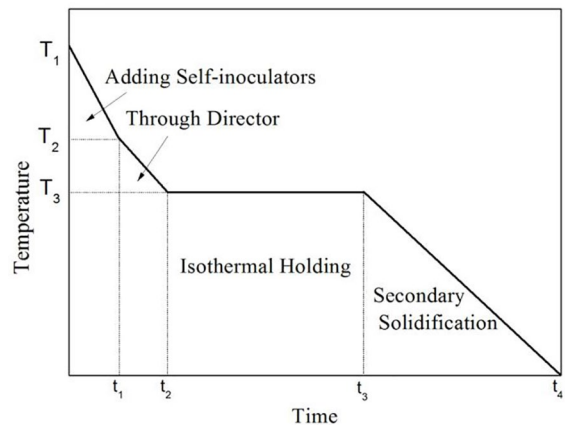 T1
Adding Self-inoculators
Through Director
T2
T3
Temperature
Isothermal Holding
Secondary
Solidification
t1
t2
t3
t4
Time